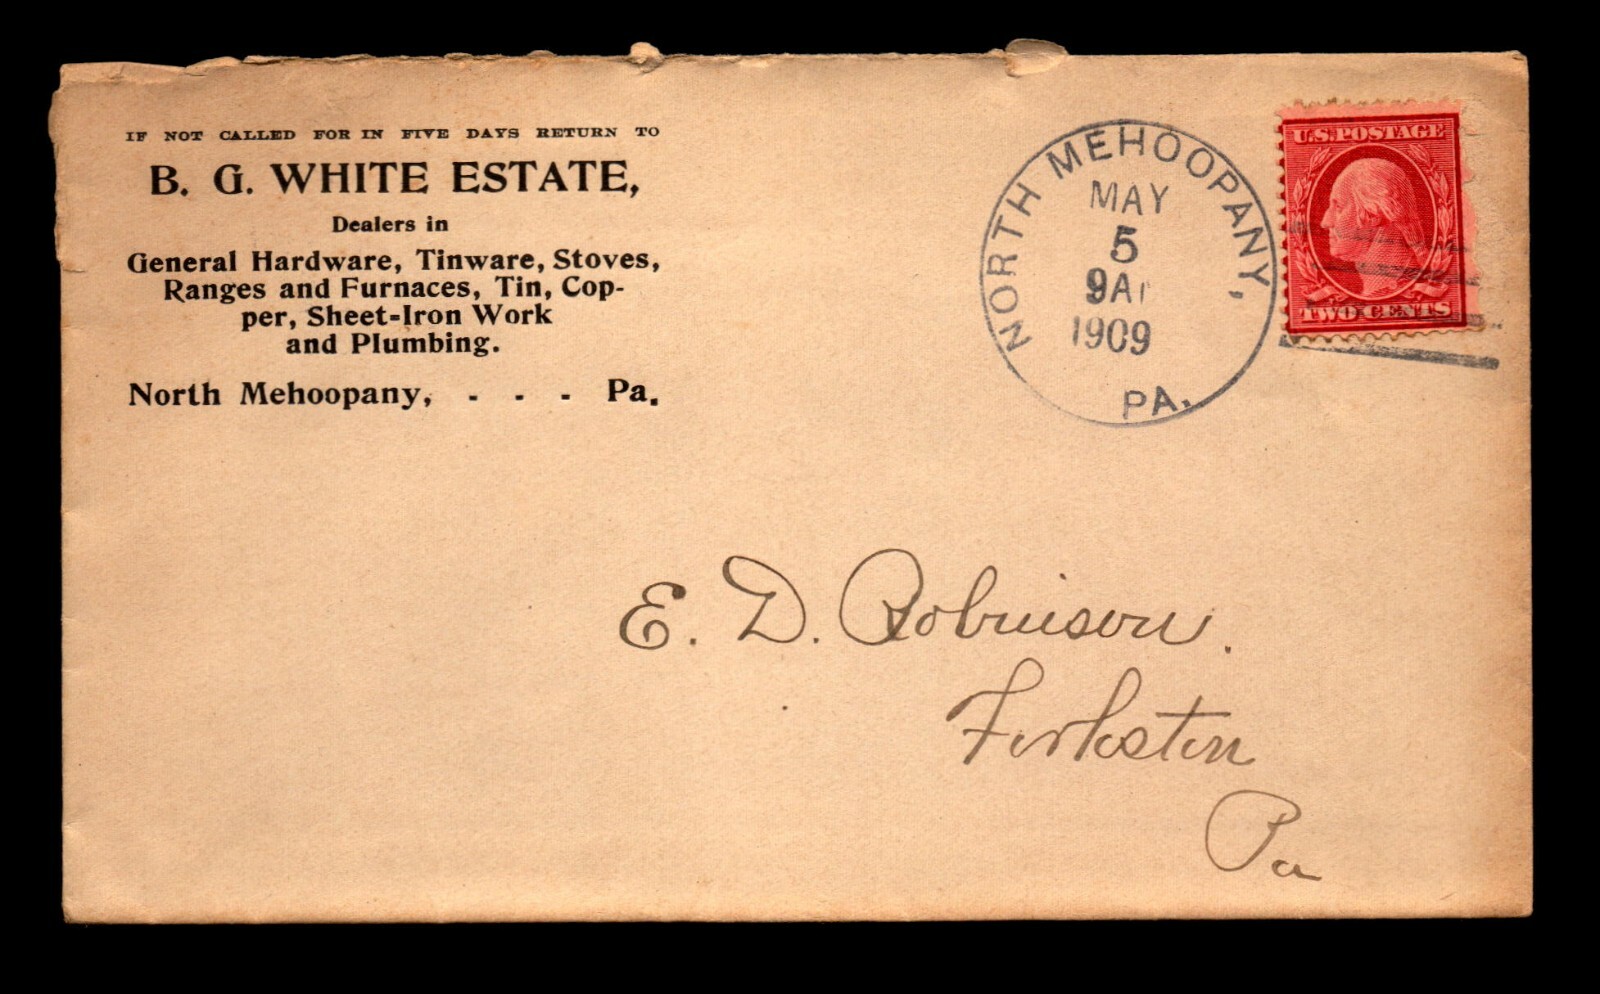 IF NOT CALLED FOR IN FIVE DAYS RETURN TO
B. G. WHITE ESTATE,
Dealers in
General Hardware, Tinware, Stoves,
Ranges and Furnaces, Tin, Cop-
per, Sheet-Iron Work
and Plumbing.
North Mehoopany, - - - Pa.
NORTH MEHOOPANY,
MAY
5
9A
1909
PA.
U.S. POSTAGE
TWO CENTS
E. D. Robinson.
Forkston
Pa